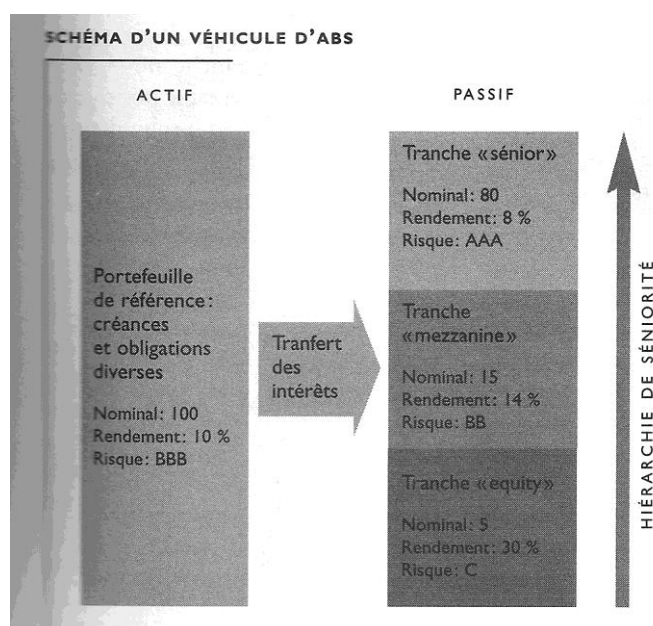 SCHÉMA D'UN VÉHICULE D'ABS
ACTIF
Portefeuille
de référence:
créances
et obligations
diverses
Nominal: 100
Rendement: 10 %
Risque: BBB
Tranfert
des
intérêts
PASSIF
Tranche «sénior»
Nominal: 80
Rendement: 8 %
Risque: AAA
Tranche
«mezzanine»
Nominal: 15
Rendement: 14 %
Risque: BB
Tranche «equity»
Nominal: 5
Rendement: 30 %
Risque: C
HIÉRARCHIE DE SÉNIORITÉ